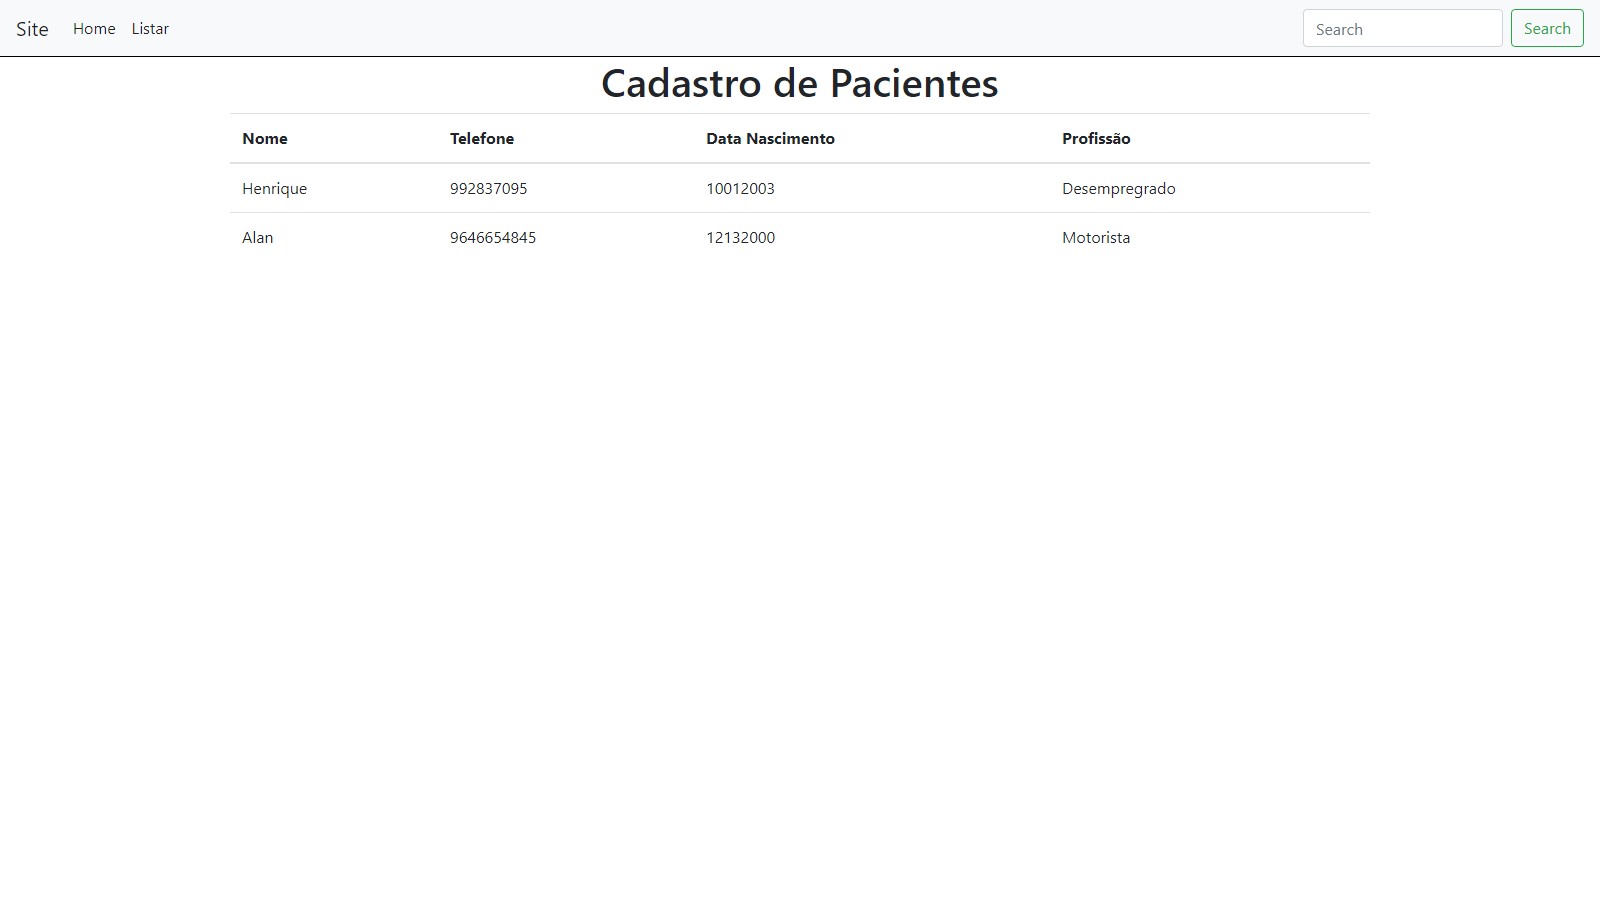 Site Home Listar Search Search
Cadastro de Pacientes
Nome Telefone Data Nascimento Profissão
Henrique 992837095 10012003 Desempregrado
Alan 9646654845 12132000 Motorista